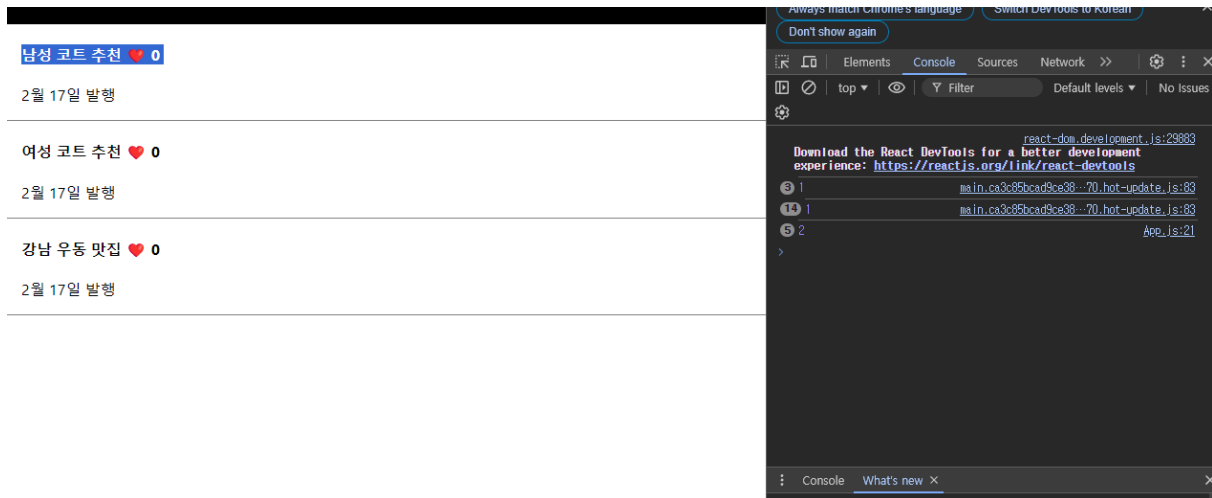 남성 코트 추천 ❤️ 0
2월 17일 발행
여성 코트 추천 ❤️ 0
2월 17일 발행
강남 우동 맛집 ❤️ 0
2월 17일 발행
Always match Chrome's language Switch DevTools to Korean
Don't show again
Elements Console Sources Network
top Filter Default levels No Issues
react-dom.development.js:29883
Download the React DevTools for a better development
experience: https://reactjs.org/link/react-devtools
3 1 main.ca3c85bcad9ce38…70.hot-update.js:83
14 1 main.ca3c85bcad9ce38…70.hot-update.js:83
5 2 App.js:21
Console What's new